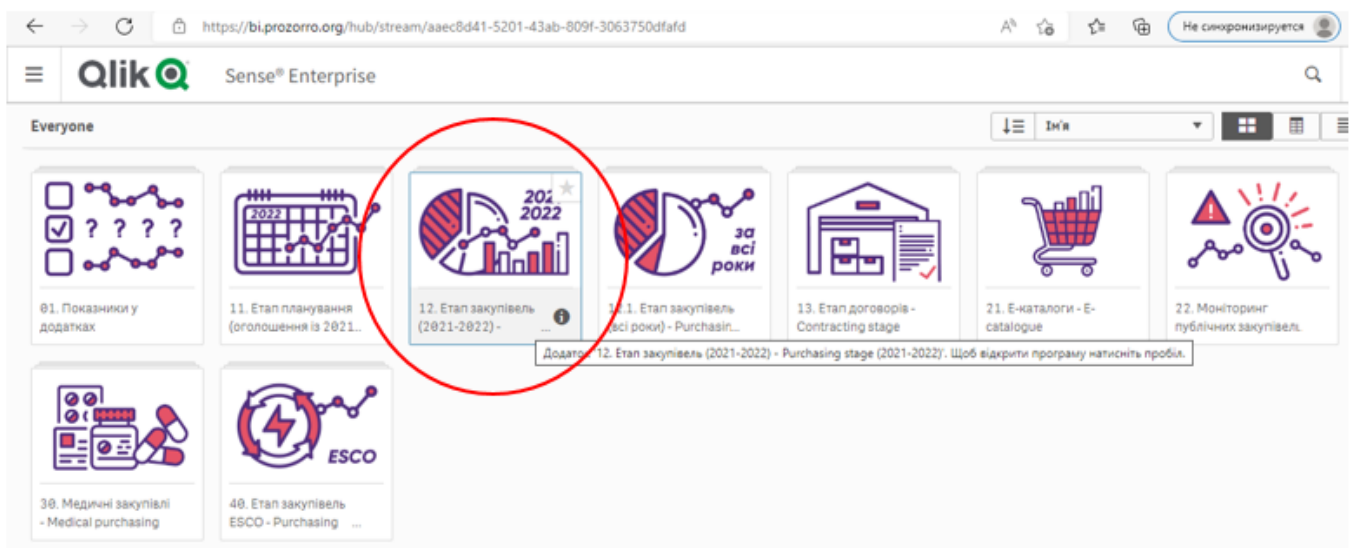 https://bi.prozorro.org/hub/stream/aaec8d41-5201-43ab-809f-3063750dfafd
Не синхронизируется
Qlik Sense® Enterprise
Everyone
Ім'я
2022
202
2022
за
всі
роки
01. Показники у
додатках
11. Етап планування
(оголошення із 2021...
12. Етап закупівель
(2021-2022) - ...
12.1. Етап закупівель
(всі роки) - Purchasin...
13. Етап договорів -
Contracting stage
21. Е-каталоги - E-
catalogue
22. Моніторинг
публічних закупівель
Додаток '12. Етап закупівель (2021-2022) - Purchasing stage (2021-2022)'. Щоб відкрити програму натисніть пробіл.
ESCO
30. Медичні закупівлі
- Medical purchasing
40. Етап закупівель
ESCO - Purchasing ...